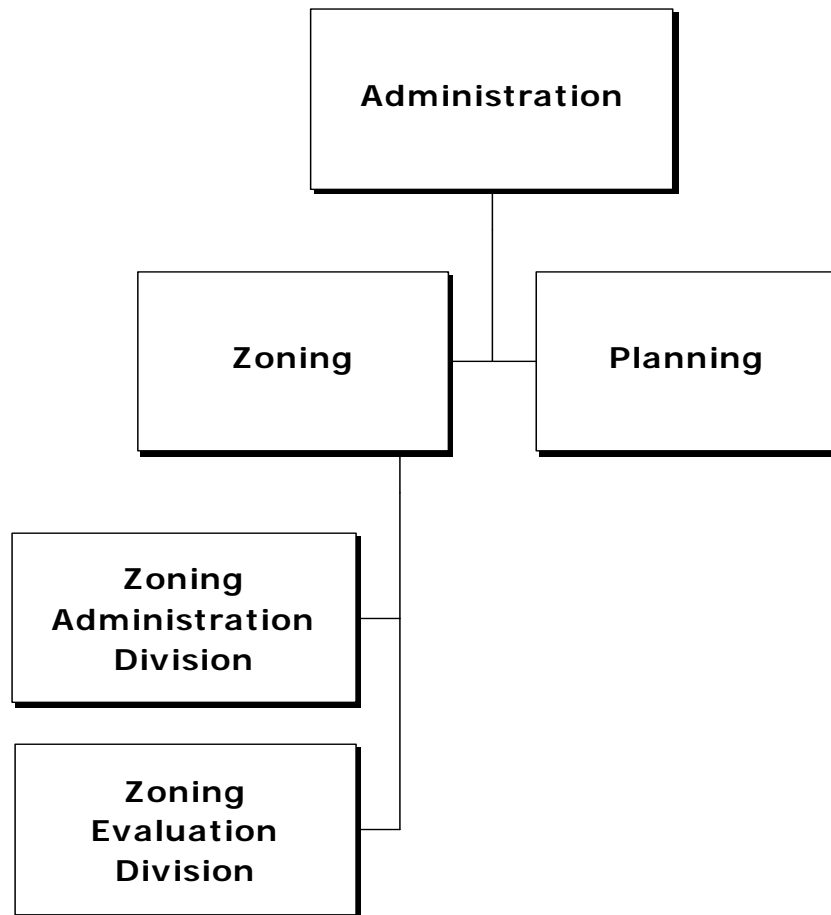 Administration
Zoning
Planning
Zoning
Administration
Division
Zoning
Evaluation
Division